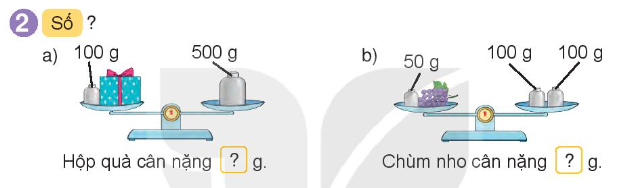 2 Số ?
a) 100 g 500 g
b) 50 g 100 g 100 g
Hộp quà cân nặng ? g.
Chùm nho cân nặng ? g.